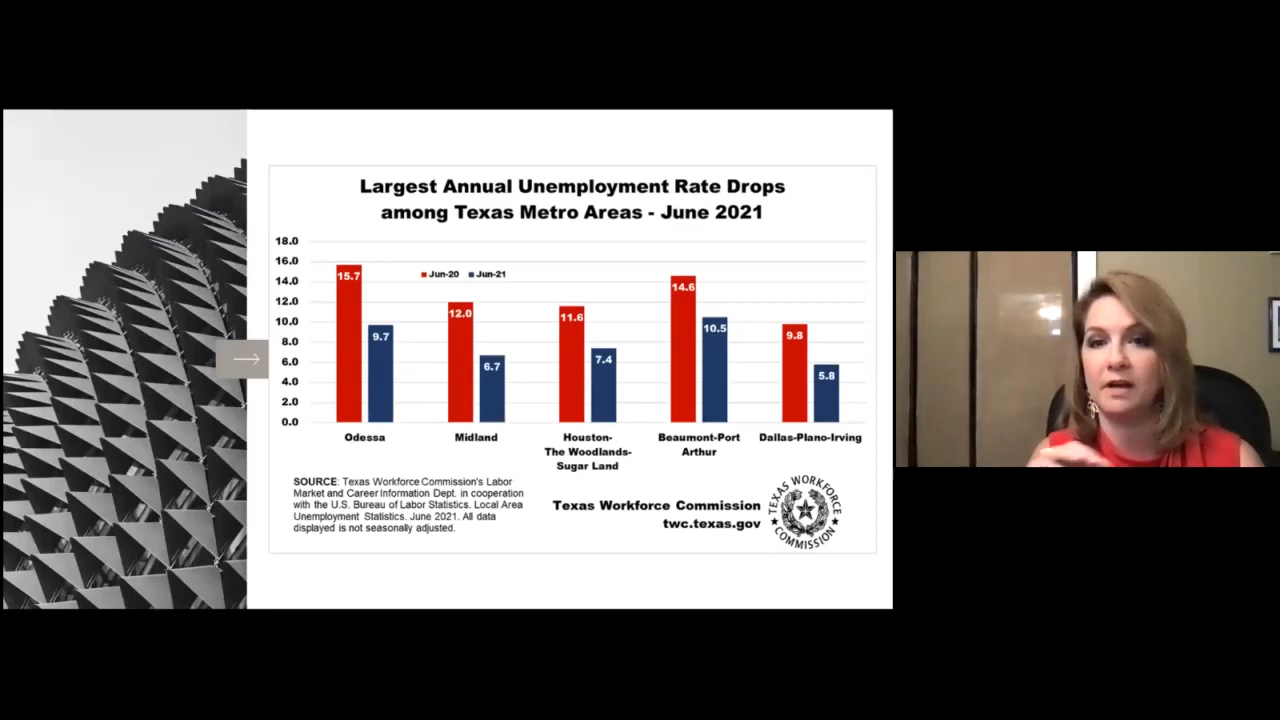 Largest Annual Unemployment Rate Drops
among Texas Metro Areas - June 2021
18.0
16.0
14.0
12.0
10.0
8.0
6.0
4.0
2.0
0.0
Jun-20 Jun-21
15.7
9.7
12.0
6.7
11.6
7.4
14.6
10.5
9.8
5.8
Odessa
Midland
Houston-
The Woodlands-
Sugar Land
Beaumont-Port
Arthur
Dallas-Plano-Irving
SOURCE: Texas Workforce Commission's Labor
Market and Career Information Dept. in cooperation
with the U.S. Bureau of Labor Statistics. Local Area
Unemployment Statistics. June 2021. All data
displayed is not seasonally adjusted.
Texas Workforce Commission
twc.texas.gov
TEXAS WORKFORCE
COMMISSION